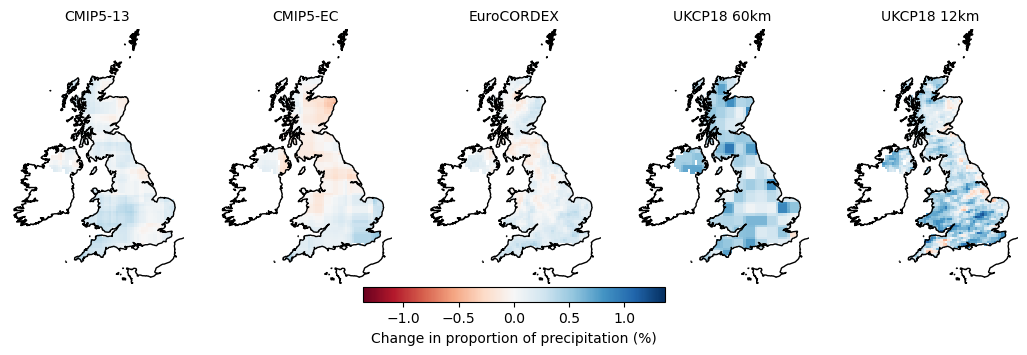 CMIP5-13 CMIP5-EC EuroCORDEX UKCP18 60km UKCP18 12km
−1.0 −0.5 0.0 0.5 1.0
Change in proportion of precipitation (%)